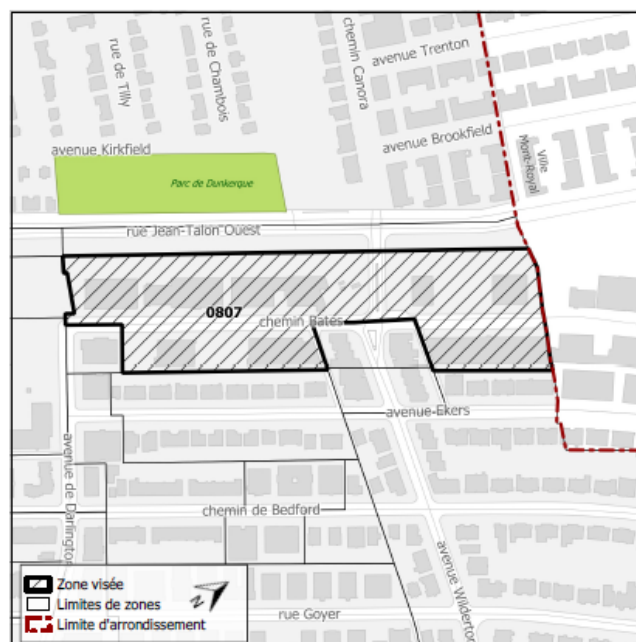 avenue Trenton
rue de Tilly
rue de Chambois
chemin Canora
avenue Brookfield
avenue Kirkfield
Ville
Mont-Royal
Parc de Dunkerque
rue Jean-Talon Ouest
0807
chemin Bates
avenue Ekers
avenue de Darlington
chemin de Bedford
avenue Wilderton
rue Goyer
Zone visée
Limites de zones
Limite d'arrondissement
N